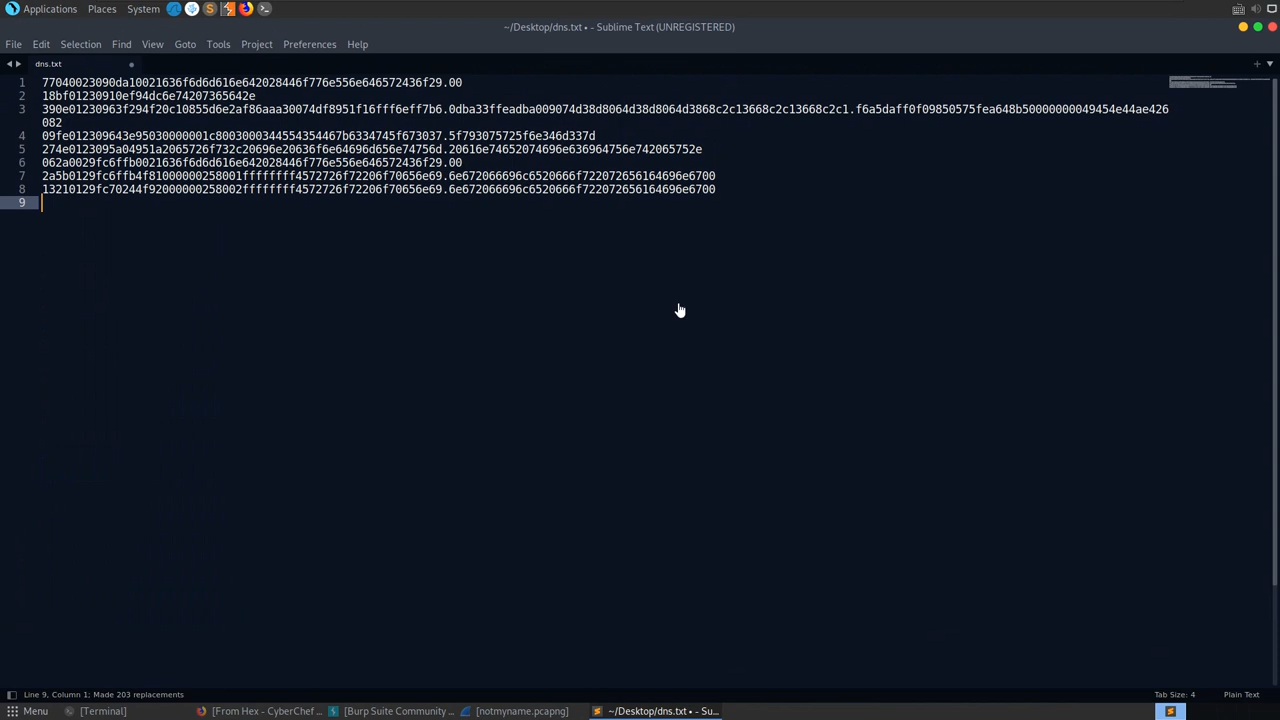 Applications Places System
~/Desktop/dns.txt • - Sublime Text (UNREGISTERED)
File Edit Selection Find View Goto Tools Project Preferences Help
dns.txt
1 77040023090da10021636f6d6d616e642028446f776e556e646572436f29.00
2 18bf01230910ef94dc6e74207365642e
3 390e01230963f294f20c10855d6e2af86aaa30074df8951f16fff6eff7b6.0dba33ffeadba009074d38d8064d38d8064d3868c2c13668c2c13668c2c1.f6a5daff0f09850575fea648b50000000049454e44ae426
082
4 09fe012309643e95030000001c8003000344554354467b6334745f673037.5f793075725f6e346d337d
5 274e0123095a04951a2065726f732c20696e20636f6e64696d656e74756d.20616e74652074696e636964756e742065752e
6 062a0029fc6ffb0021636f6d6d616e642028446f776e556e646572436f29.00
7 2a5b0129fc6ffb4f81000000258001ffffffff4572726f72206f70656e69.6e672066696c6520666f722072656164696e6700
8 13210129fc70244f92000000258002ffffffff4572726f72206f70656e69.6e672066696c6520666f722072656164696e6700
9
Line 9, Column 1; Made 203 replacements
Tab Size: 4 Plain Text
Menu [Terminal] [From Hex - CyberChef ... [Burp Suite Community ... [notmyname.pcapng] ~/Desktop/dns.txt • - Su...